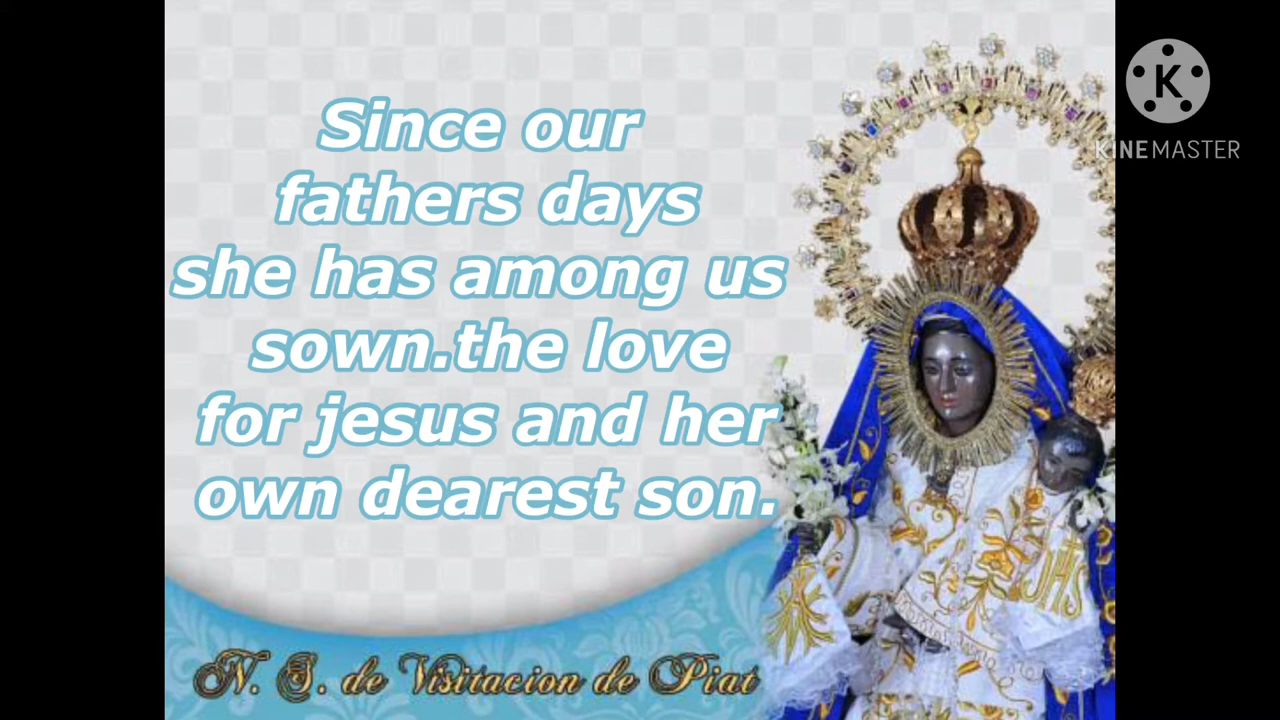 Since our
fathers days
she has among us
sown.the love
for jesus and her
own dearest son.
N. S. de Visitacion de Piat
K
KINEMASTER
JHS